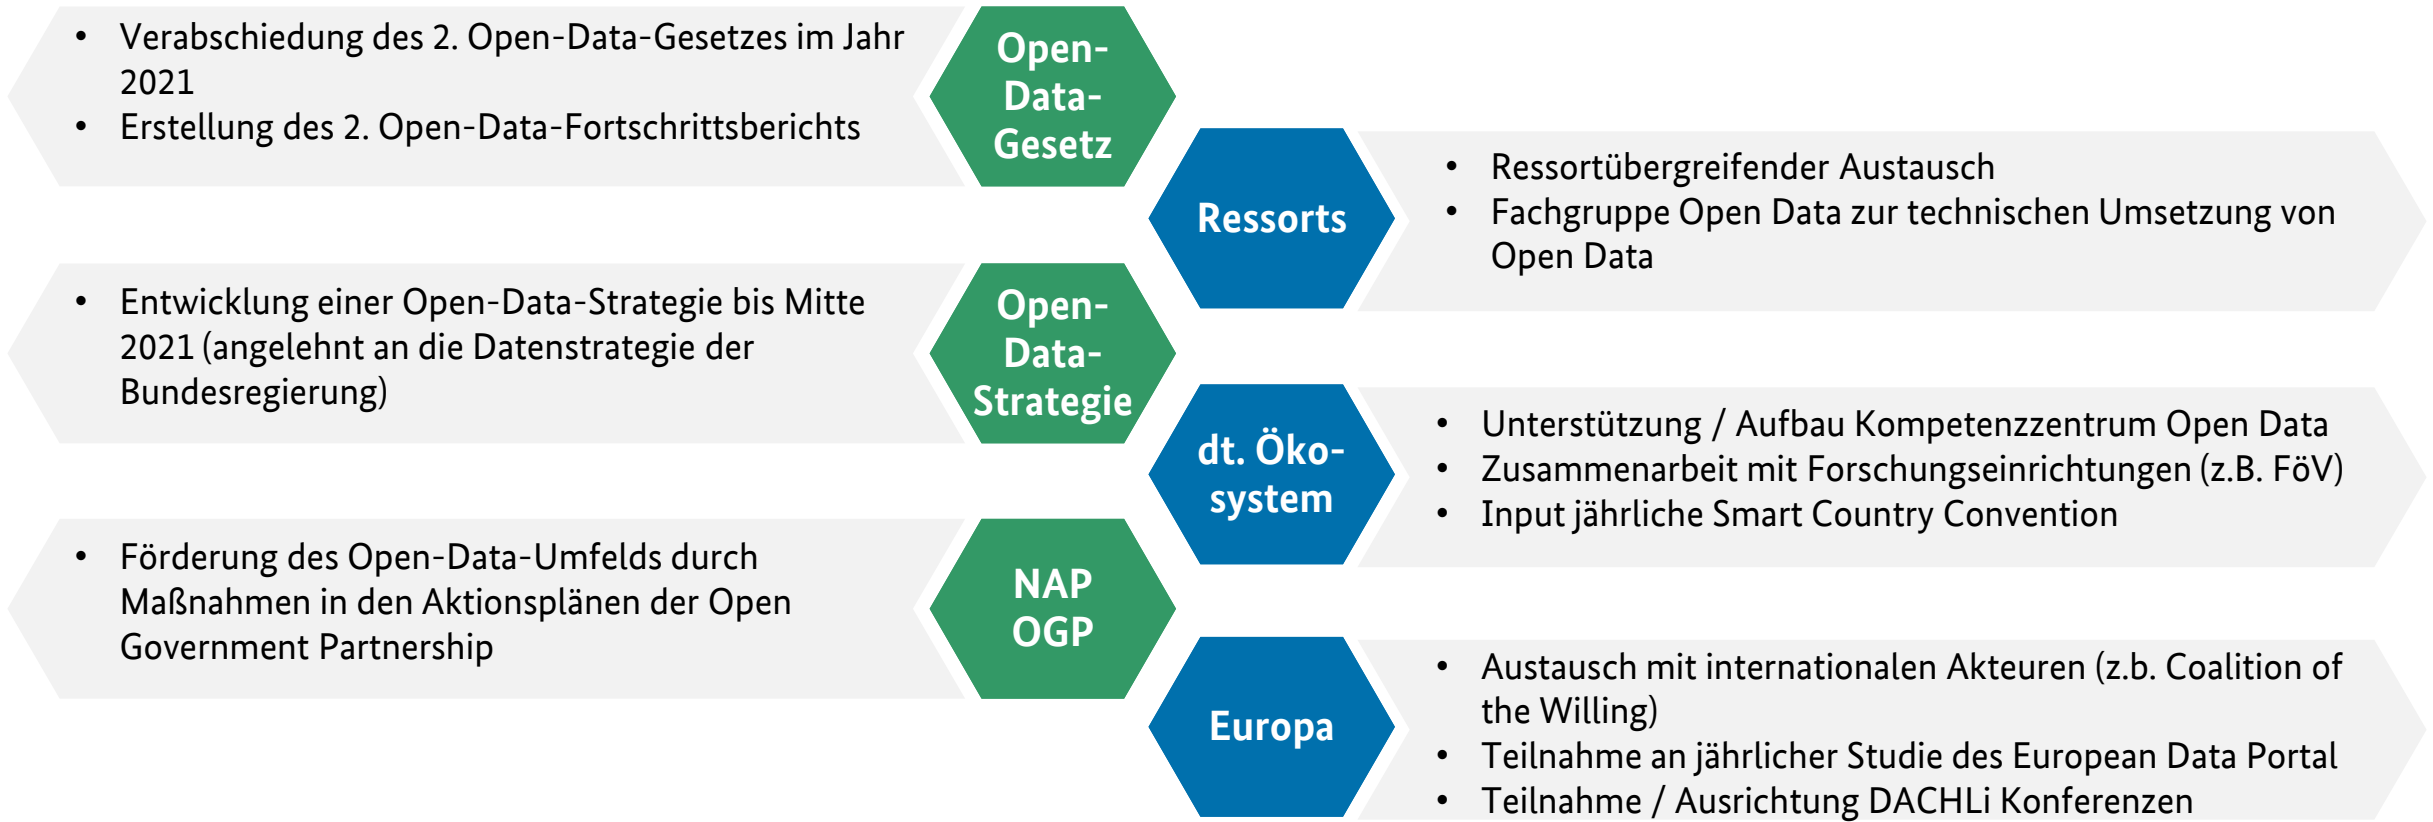 • Verabschiedung des 2. Open-Data-Gesetzes im Jahr
2021
• Erstellung des 2. Open-Data-Fortschrittsberichts
Open-
Data-
Gesetz
Ressorts
• Ressortübergreifender Austausch
• Fachgruppe Open Data zur technischen Umsetzung von
Open Data
• Entwicklung einer Open-Data-Strategie bis Mitte
2021 (angelehnt an die Datenstrategie der
Bundesregierung)
Open-
Data-
Strategie
dt. Öko-
system
• Unterstützung / Aufbau Kompetenzzentrum Open Data
• Zusammenarbeit mit Forschungseinrichtungen (z.B. FöV)
• Input jährliche Smart Country Convention
• Förderung des Open-Data-Umfelds durch
Maßnahmen in den Aktionsplänen der Open
Government Partnership
NAP
OGP
Europa
• Austausch mit internationalen Akteuren (z.b. Coalition of
the Willing)
• Teilnahme an jährlicher Studie des European Data Portal
• Teilnahme / Ausrichtung DACHLi Konferenzen